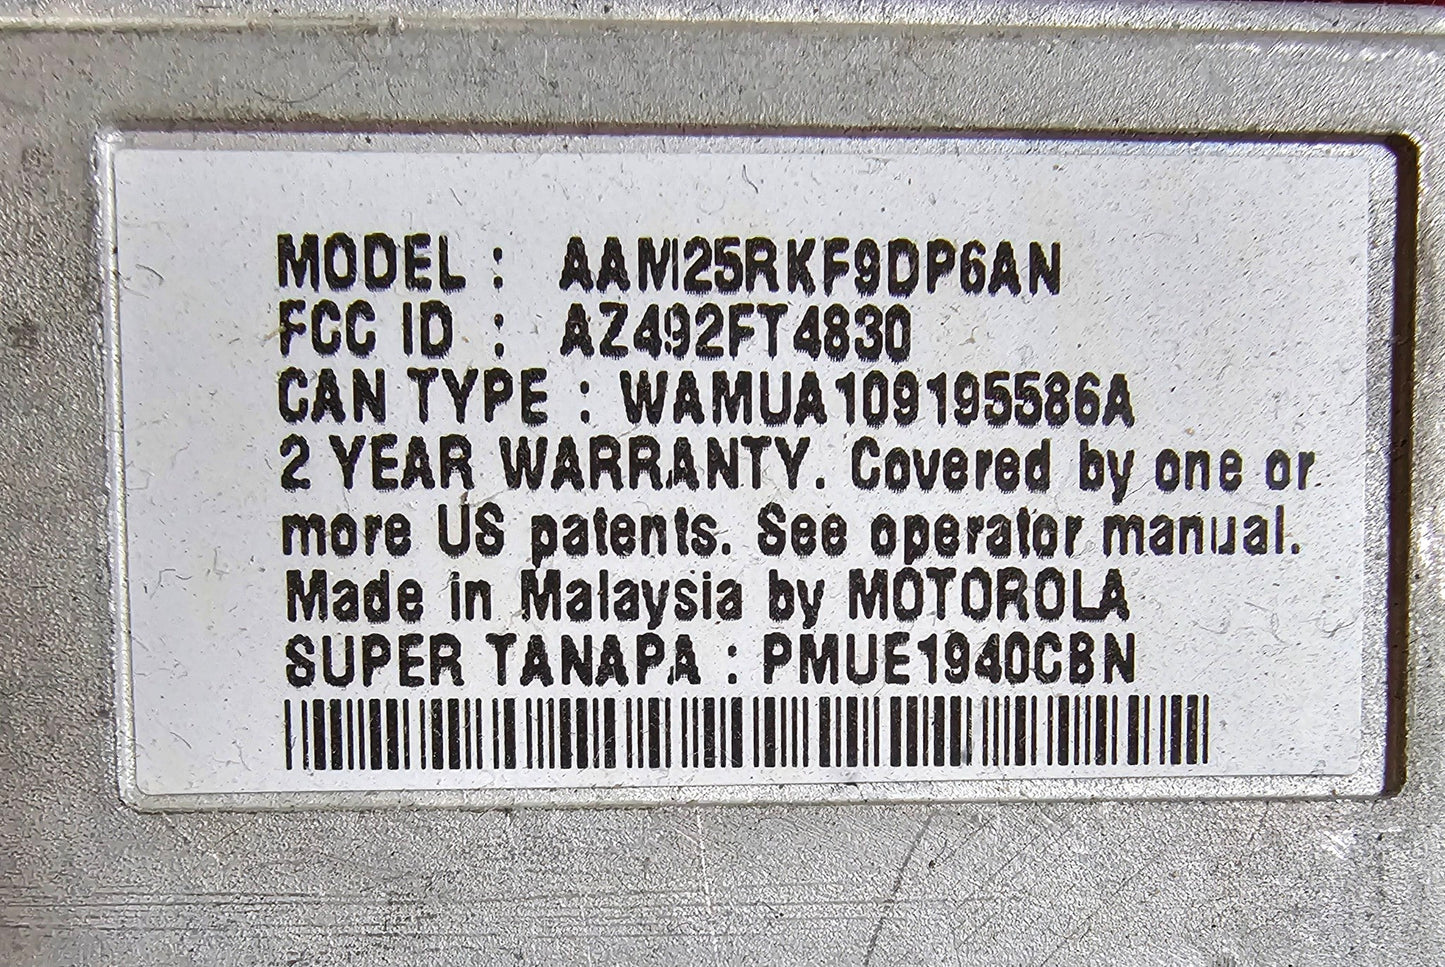 MODEL : AAM25RKF9DP6AN
FCC ID : AZ492FT4830
CAN TYPE : WAMUA109195586A
2 YEAR WARRANTY. Covered by one or
more US patents. See operator manual.
Made in Malaysia by MOTOROLA
SUPER TANAPA : PMUE1940CBN